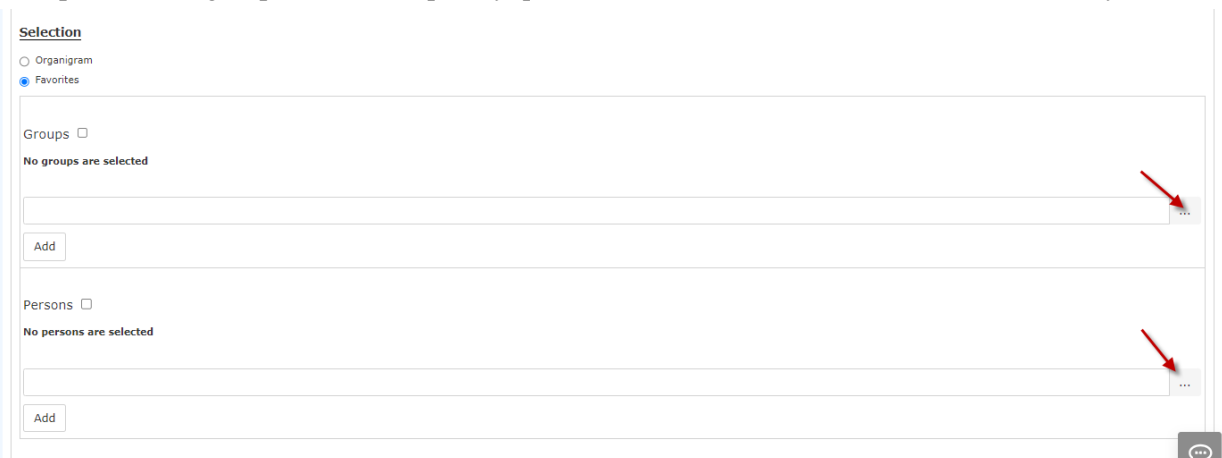 Selection
Organigram
Favorites
Groups
No groups are selected
...
Add
Persons
No persons are selected
...
Add